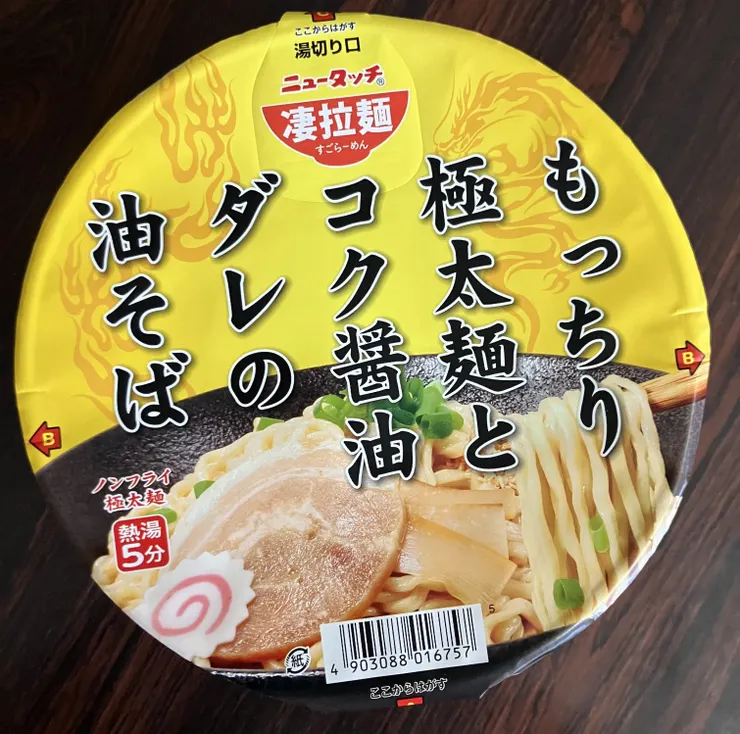 C
ここからはがす
湯切り口
ニュータッチ®
凄拉麺
すごらーめん
もっちり
極太麺と
コク醤油
ダレの
油そば
B
B
ノンフライ
極太麺
熱湯
5分
5
紙
4 903088 016757
ここからはがす